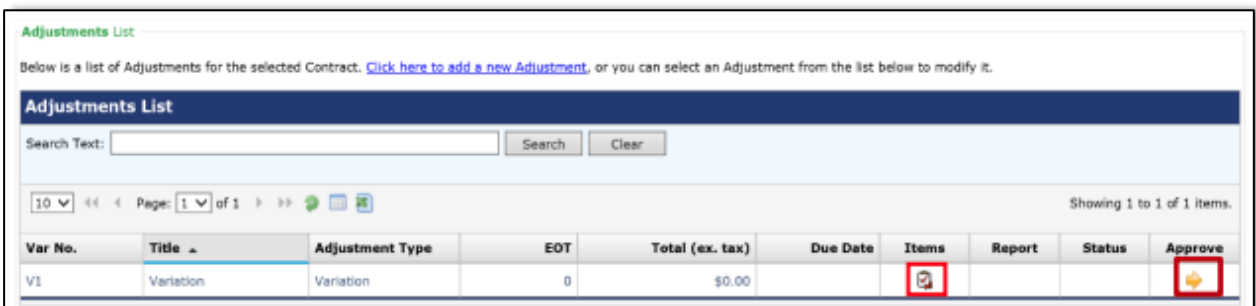 Adjustments List
Below is a list of Adjustments for the selected Contract. Click here to add a new Adjustment, or you can select an Adjustment from the list below to modify it.
Adjustments List
Search Text: Search Clear
10 Page: 1 of 1 Showing 1 to 1 of 1 items.
Var No. Title Adjustment Type EOT Total (ex. tax) Due Date Items Report Status Approve
V1 Variation Variation 0 $0.00